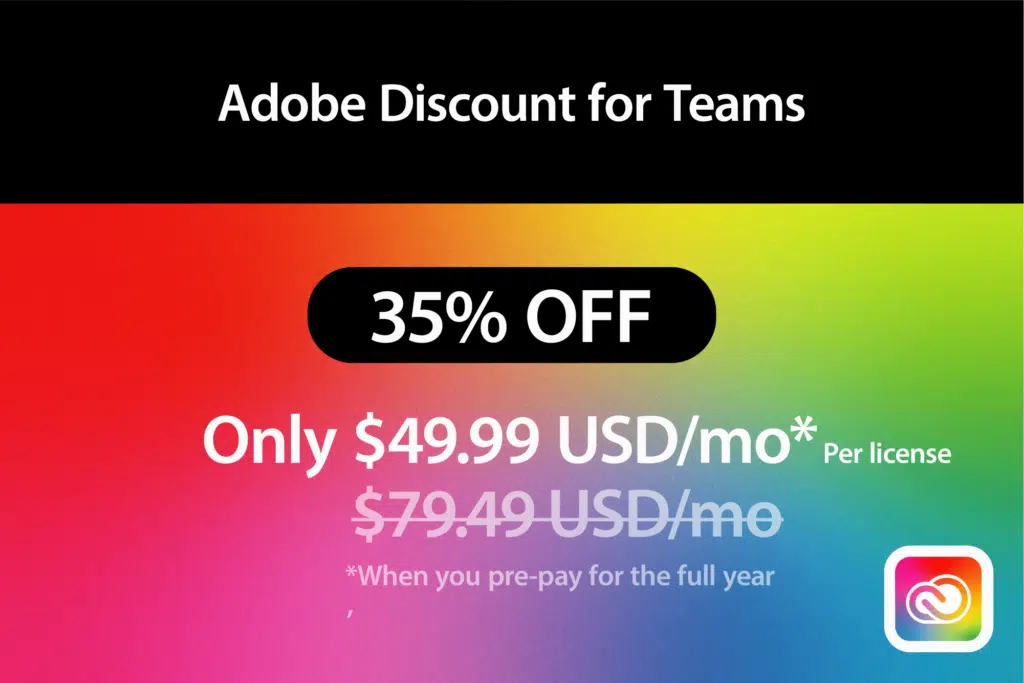 Adobe Discount for Teams
35% OFF
Only $49.99 USD/mo* Per license
$79.49 USD/mo
*When you pre-pay for the full year
,